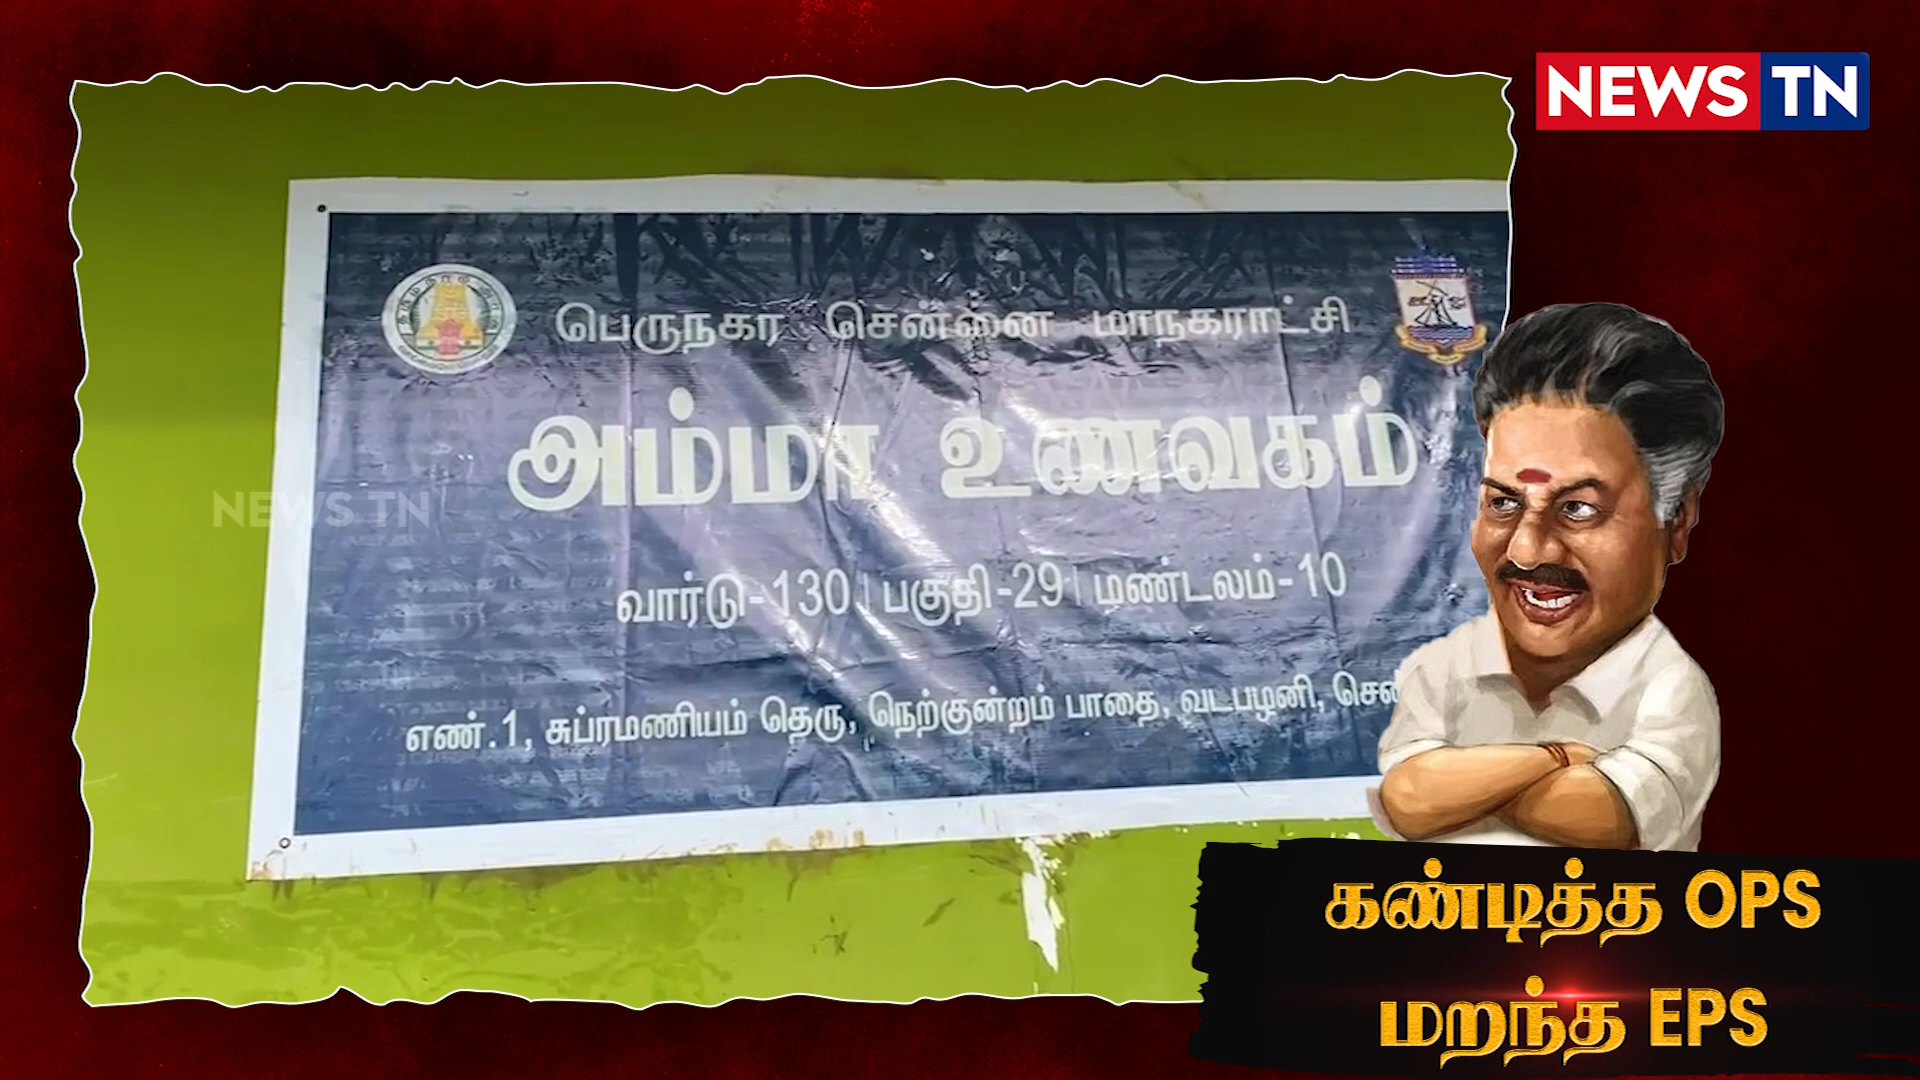 NEWS TN
பெருநகர சென்னை மாநகராட்சி
அம்மா உணவகம்
NEWS TN
வார்டு-130 | பகுதி-29 | மண்டலம்-10
எண்.1, சுப்ரமணியம் தெரு, நெற்குன்றம் பாதை, வடபழனி,
கண்டித்த OPS
மறந்த EPS